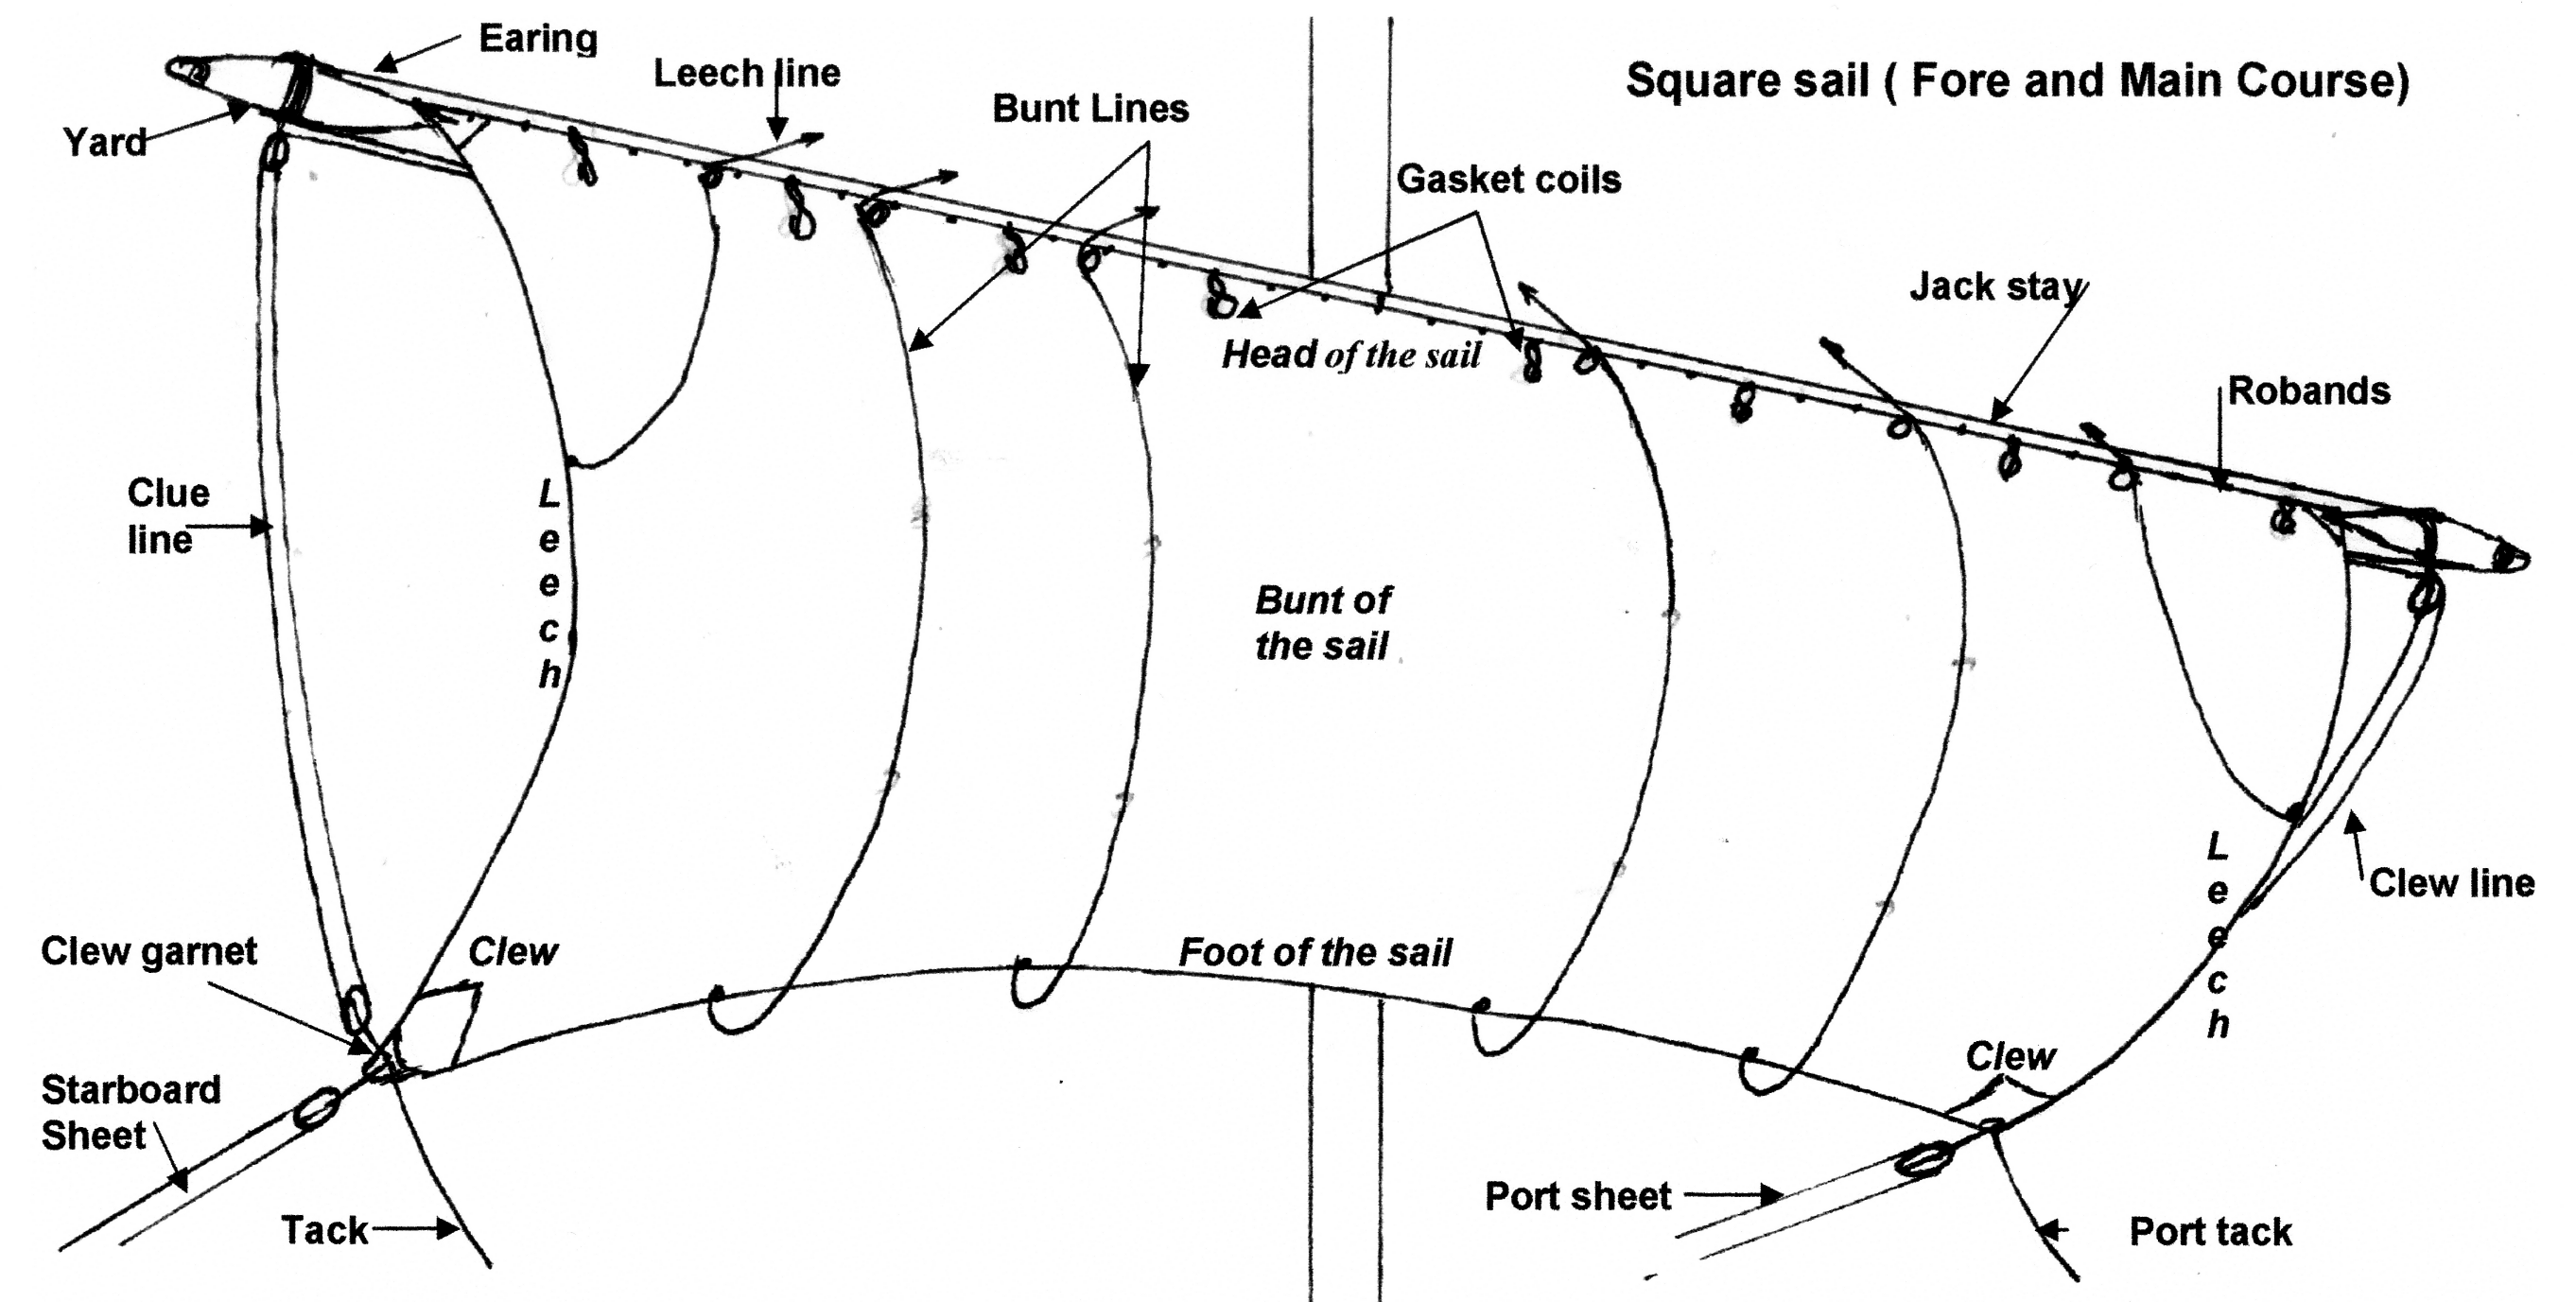 Earing
Square sail ( Fore and Main Course)
Leech line
Bunt Lines
Yard
Gasket coils
Jack stay
Head of the sail
Robands
Clue
line
Leech
Bunt of
the sail
Leech
Clew line
Clew garnet
Clew
Foot of the sail
Clew
Starboard
Sheet
Port sheet
Tack
Port tack